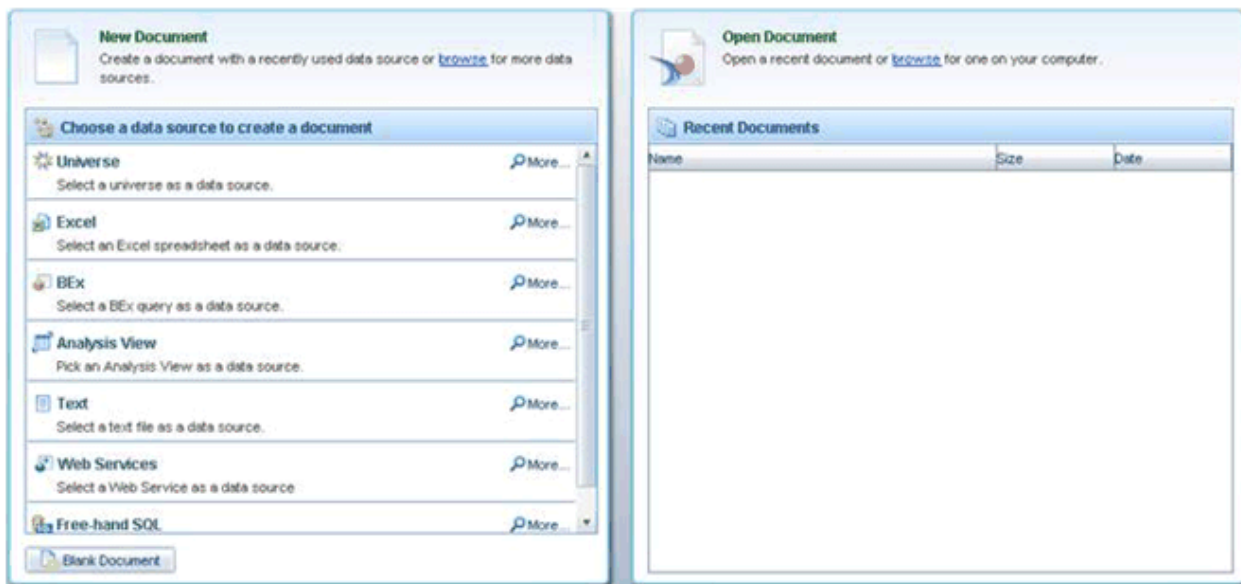 New Document
Create a document with a recently used data source or browse for more data
sources.
Choose a data source to create a document
Universe
More...
Select a universe as a data source.
Excel
More...
Select an Excel spreadsheet as a data source.
BEx
More...
Select a BEx query as a data source.
Analysis View
More...
Pick an Analysis View as a data source.
Text
More...
Select a text file as a data source.
Web Services
More...
Select a Web Service as a data source
Free-hand SQL
More...
Blank Document
Open Document
Open a recent document or browse for one on your computer.
Recent Documents
Name Size Date